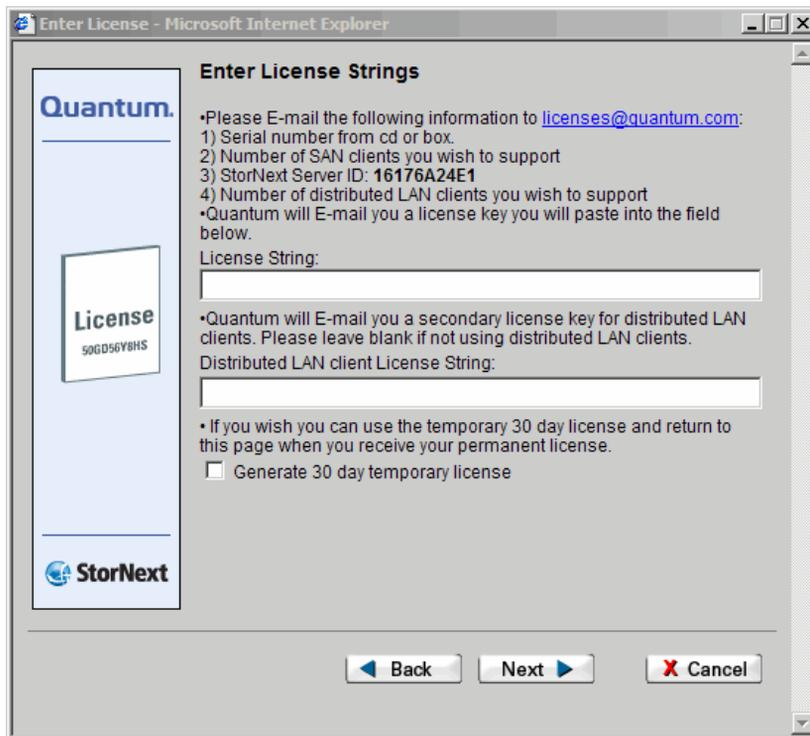 Enter License - Microsoft Internet Explorer
Quantum.
License
50GD56Y8HS
StorNext
Enter License Strings
•Please E-mail the following information to licenses@quantum.com:
1) Serial number from cd or box.
2) Number of SAN clients you wish to support
3) StorNext Server ID: 16176A24E1
4) Number of distributed LAN clients you wish to support
•Quantum will E-mail you a license key you will paste into the field
below.
License String:
•Quantum will E-mail you a secondary license key for distributed LAN
clients. Please leave blank if not using distributed LAN clients.
Distributed LAN client License String:
• If you wish you can use the temporary 30 day license and return to
this page when you receive your permanent license.
Generate 30 day temporary license
Back
Next
X Cancel